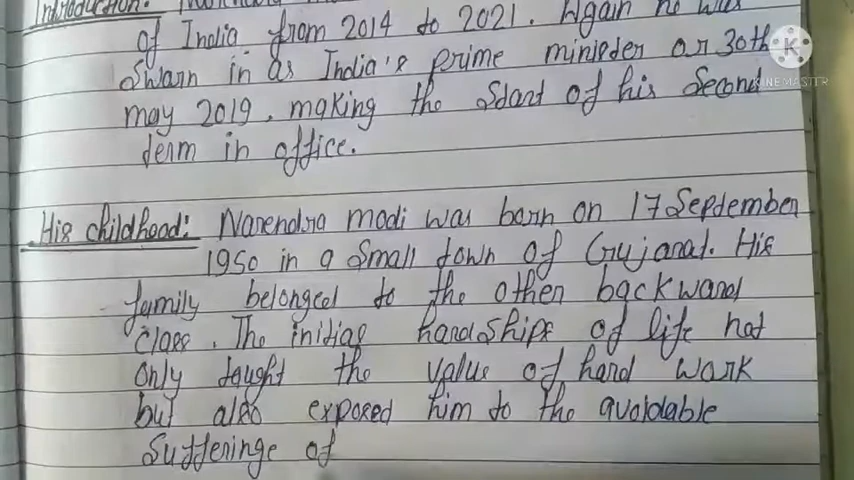 Introduction:
of India from 2014 to 2021. Again he was
Swarn in as India's prime minister on 30th
may 2019, making the Start of his Second
term in office.
His childhood: Narendra modi was born on 17 September
1950 in a Small town of Gujarat. His
family belonged to the other backward
class. The initial hardships of life not
only taught the value of hard work
but also exposed him to the avoidable
Sufferings of
K
KINEMASTER